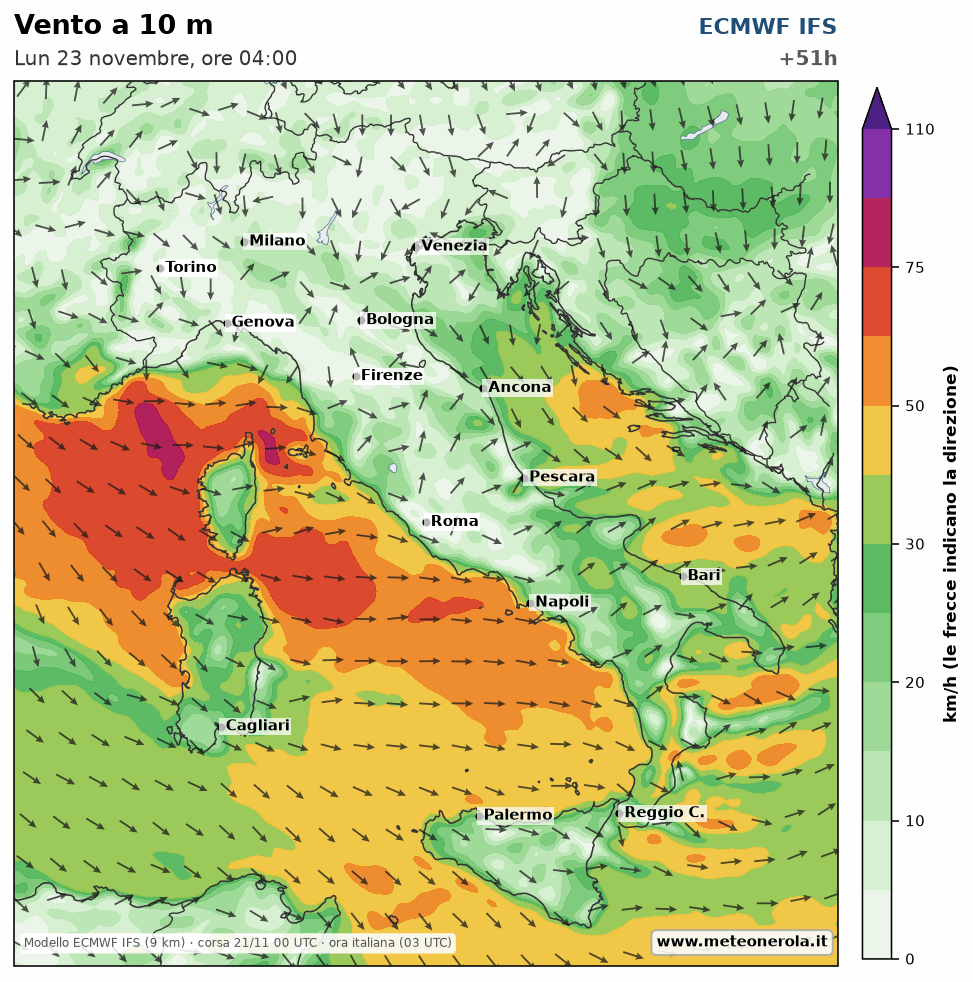 Vento a 10 m
ECMWF IFS
Lun 23 novembre, ore 04:00
+51h
Milano
Venezia
Torino
Genova
Bologna
Firenze
Ancona
Pescara
Roma
Bari
Napoli
Cagliari
Palermo
Reggio C.
Modello ECMWF IFS (9 km) · corsa 21/11 00 UTC · ora italiana (03 UTC)
www.meteonerola.it
110
75
50
30
20
10
0
km/h (le frecce indicano la direzione)